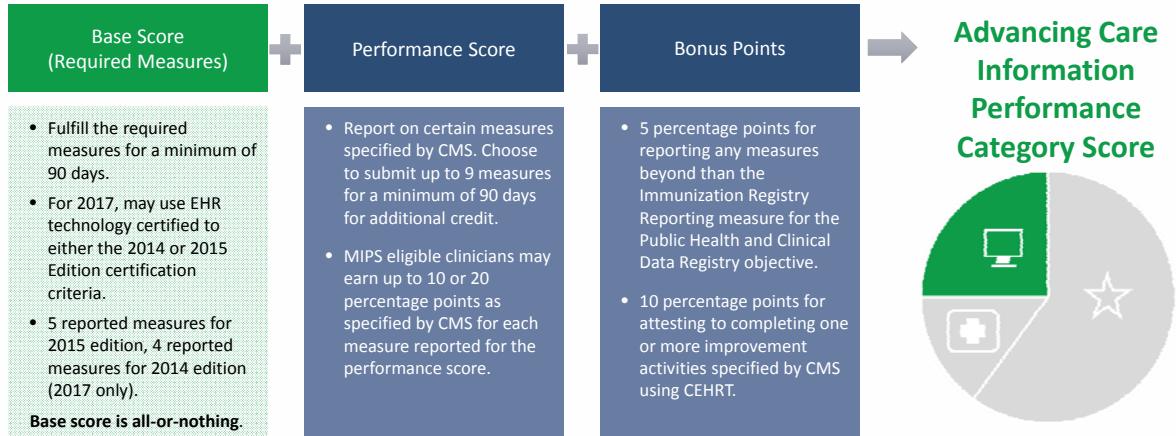 Base Score
(Required Measures)
Performance Score
Bonus Points
Advancing Care
Information
Performance
Category Score
• Fulfill the required
measures for a minimum of
90 days.
• For 2017, may use EHR
technology certified to
either the 2014 or 2015
Edition certification
criteria.
• 5 reported measures for
2015 edition, 4 reported
measures for 2014 edition
(2017 only).
Base score is all-or-nothing.
• Report on certain measures
specified by CMS. Choose
to submit up to 9 measures
for a minimum of 90 days
for additional credit.
• MIPS eligible clinicians may
earn up to 10 or 20
percentage points as
specified by CMS for each
measure reported for the
performance score.
• 5 percentage points for
reporting any measures
beyond than the
Immunization Registry
Reporting measure for the
Public Health and Clinical
Data Registry objective.
• 10 percentage points for
attesting to completing one
or more improvement
activities specified by CMS
using CEHRT.